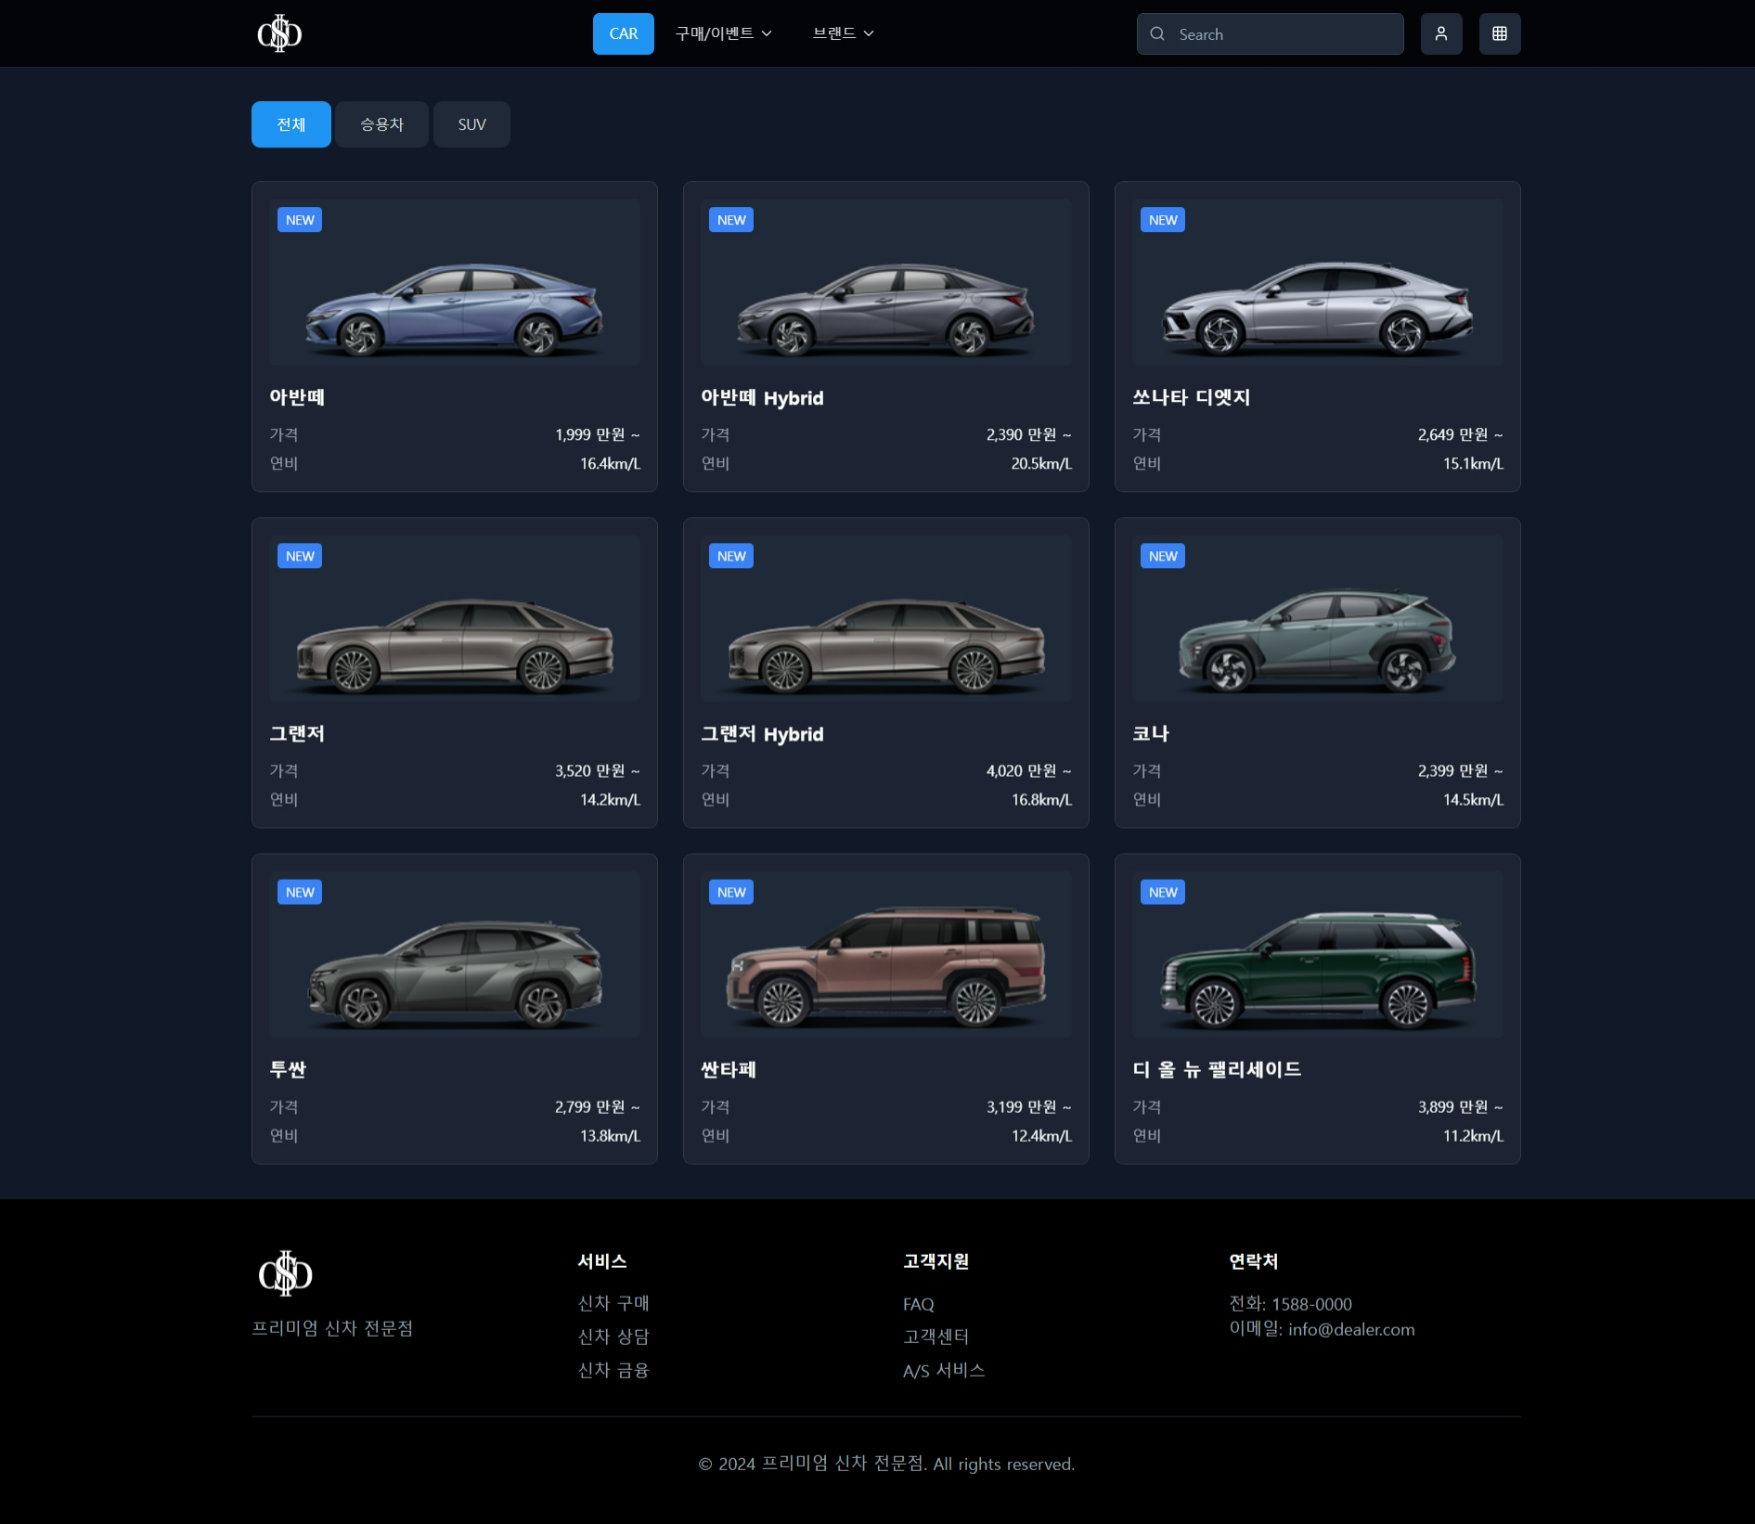 OSD
CAR
구매/이벤트
브랜드
Search
전체
승용차
SUV
NEW
아반떼
가격 1,999 만원 ~
연비 16.4km/L
NEW
아반떼 Hybrid
가격 2,390 만원 ~
연비 20.5km/L
NEW
쏘나타 디엣지
가격 2,649 만원 ~
연비 15.1km/L
NEW
그랜저
가격 3,520 만원 ~
연비 14.2km/L
NEW
그랜저 Hybrid
가격 4,020 만원 ~
연비 16.8km/L
NEW
코나
가격 2,399 만원 ~
연비 14.5km/L
NEW
투싼
가격 2,799 만원 ~
연비 13.8km/L
NEW
싼타페
가격 3,199 만원 ~
연비 12.4km/L
NEW
디 올 뉴 팰리세이드
가격 3,899 만원 ~
연비 11.2km/L
OSD
프리미엄 신차 전문점
서비스
신차 구매
신차 상담
신차 금융
고객지원
FAQ
고객센터
A/S 서비스
연락처
전화: 1588-0000
이메일: info@dealer.com
© 2024 프리미엄 신차 전문점. All rights reserved.